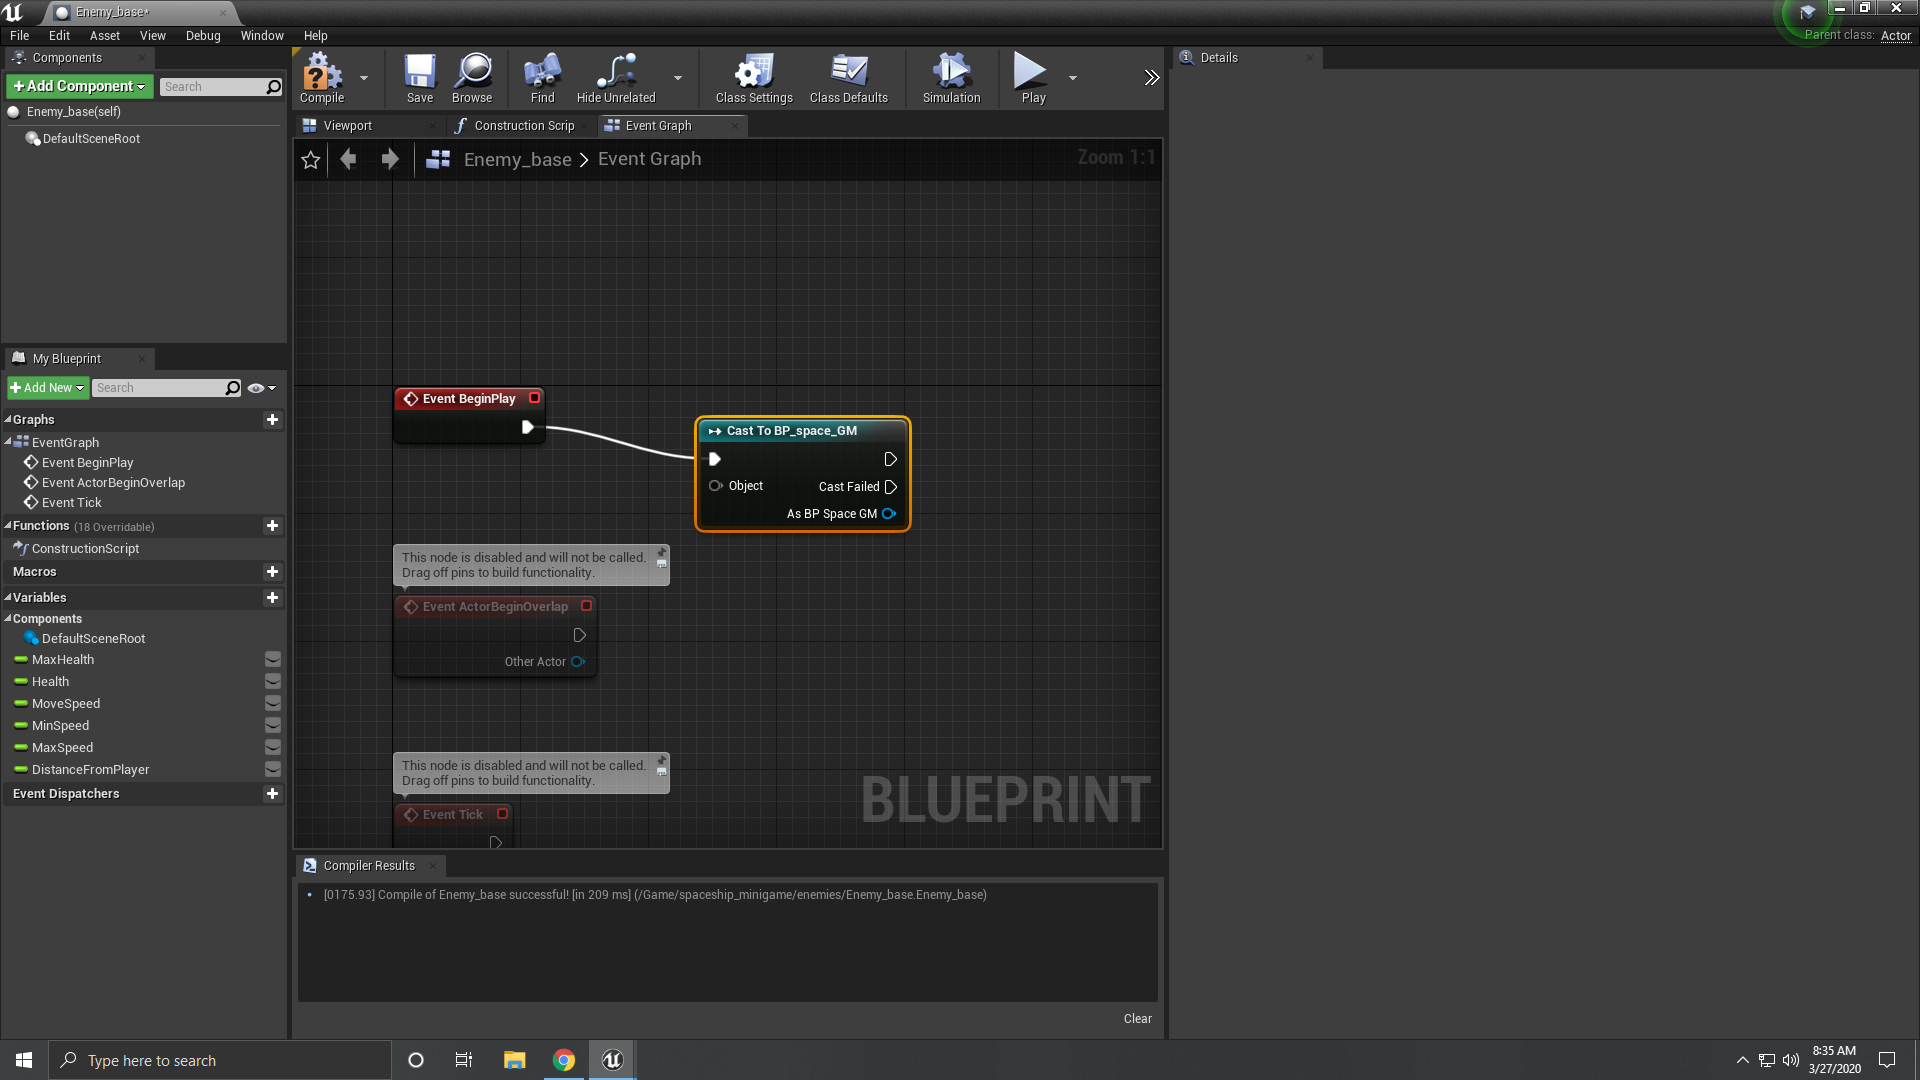 Enemy_base*
File Edit Asset View Debug Window Help
Parent class: Actor
Components
+ Add Component
Search
Enemy_base(self)
DefaultSceneRoot
Compile
Save
Browse
Find
Hide Unrelated
Class Settings
Class Defaults
Simulation
Play
Details
Viewport
Construction Scrip
Event Graph
Enemy_base > Event Graph
Zoom 1:1
My Blueprint
+ Add New
Search
Graphs
EventGraph
Event BeginPlay
Event ActorBeginOverlap
Event Tick
Functions (18 Overridable)
ConstructionScript
Macros
Variables
Components
DefaultSceneRoot
MaxHealth
Health
MoveSpeed
MinSpeed
MaxSpeed
DistanceFromPlayer
Event Dispatchers
Event BeginPlay
Cast To BP_space_GM
Object
Cast Failed
As BP Space GM
This node is disabled and will not be called.
Drag off pins to build functionality.
Event ActorBeginOverlap
Other Actor
This node is disabled and will not be called.
Drag off pins to build functionality.
Event Tick
BLUEPRINT
Compiler Results
[0175.93] Compile of Enemy_base successful! [in 209 ms] (/Game/spaceship_minigame/enemies/Enemy_base.Enemy_base)
Clear
Type here to search
8:35 AM
3/27/2020